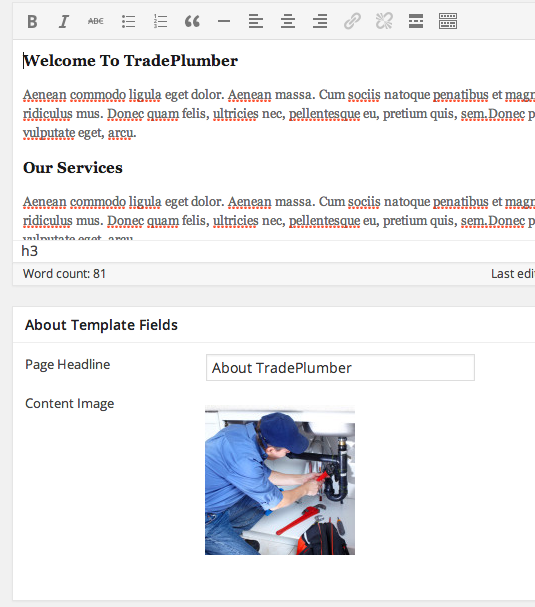 B I ABC
Welcome To TradePlumber
Aenean commodo ligula eget dolor. Aenean massa. Cum sociis natoque penatibus et magn
ridiculus mus. Donec quam felis, ultricies nec, pellentesque eu, pretium quis, sem.Donec p
vulputate eget, arcu.
Our Services
Aenean commodo ligula eget dolor. Aenean massa. Cum sociis natoque penatibus et magn
ridiculus mus. Donec quam felis, ultricies nec, pellentesque eu, pretium quis, sem.Donec p
vulputate eget, arcu.
h3
Word count: 81 Last edi
About Template Fields
Page Headline About TradePlumber
Content Image